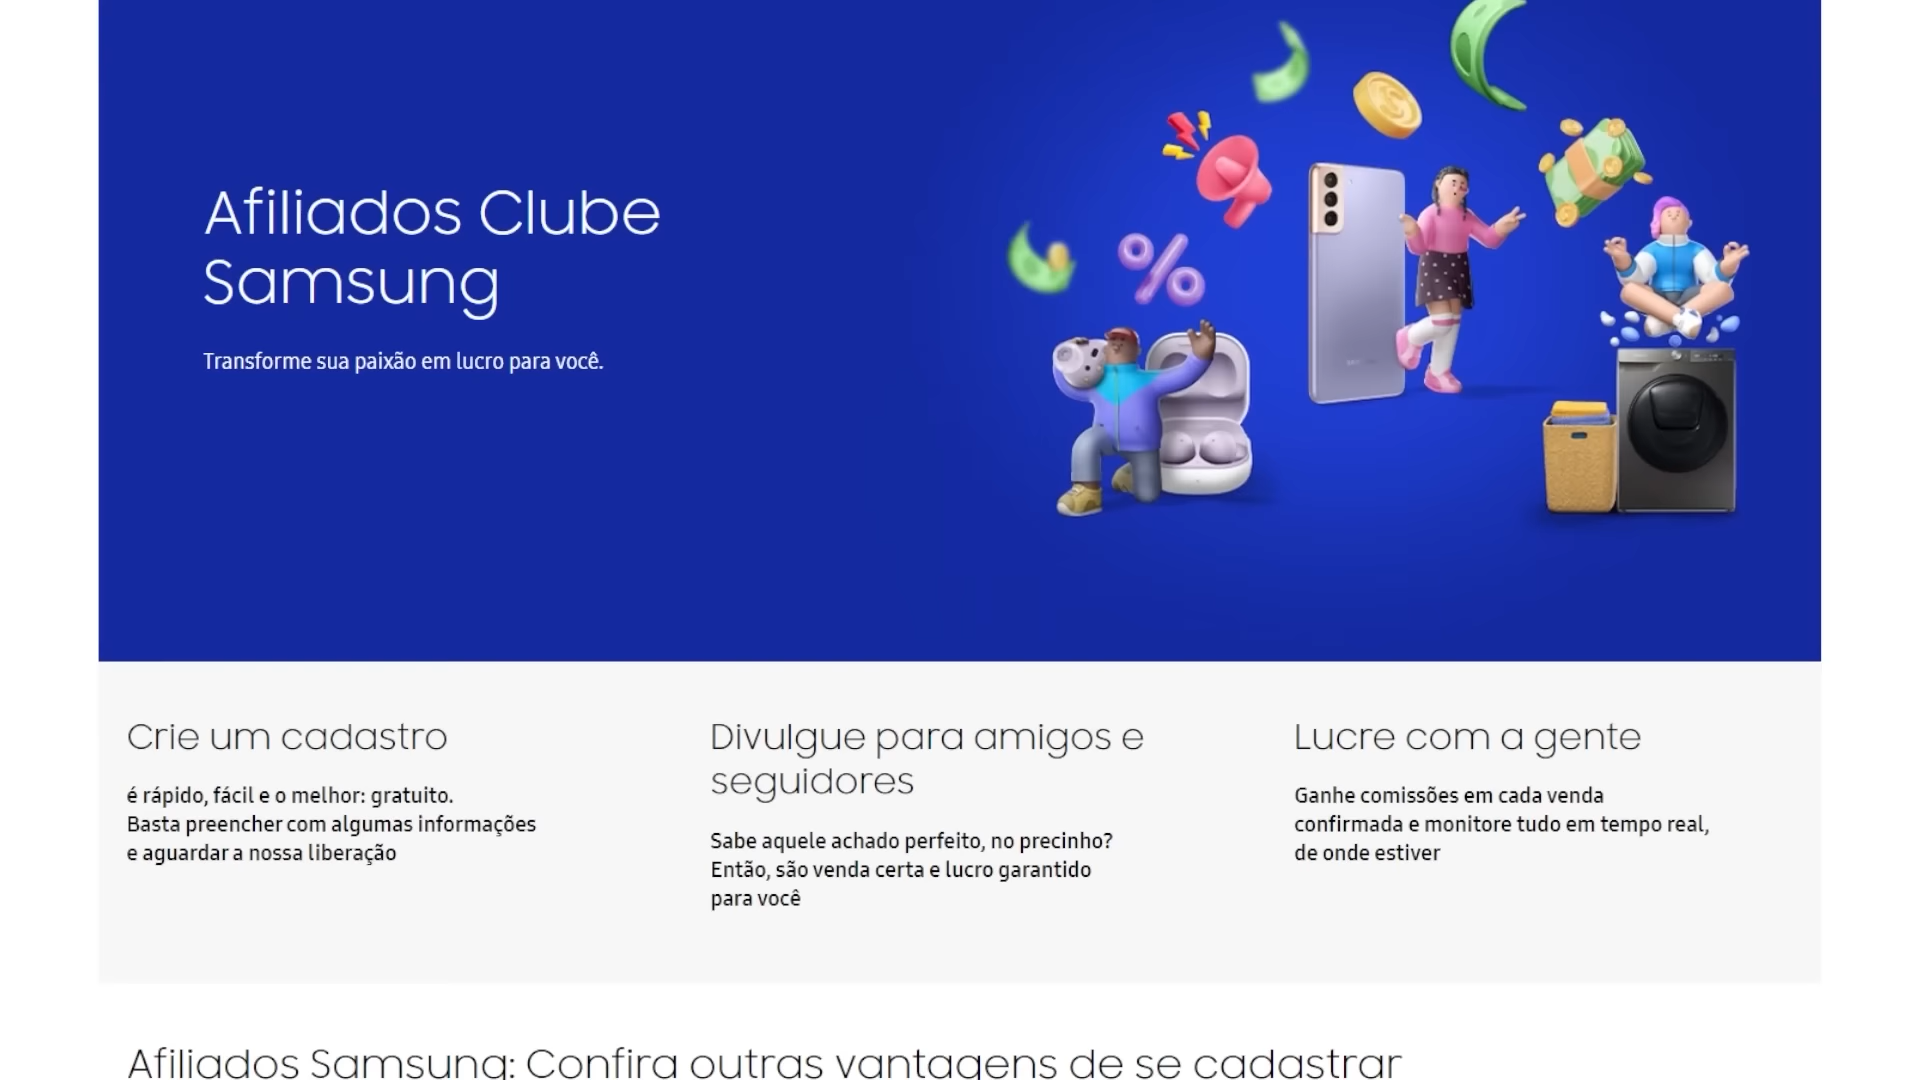 Afiliados Clube
Samsung
Transforme sua paixão em lucro para você.
Crie um cadastro
é rápido, fácil e o melhor: gratuito.
Basta preencher com algumas informações
e aguardar a nossa liberação
Divulgue para amigos e
seguidores
Sabe aquele achado perfeito, no precinho?
Então, são venda certa e lucro garantido
para você
Lucre com a gente
Ganhe comissões em cada venda
confirmada e monitore tudo em tempo real,
de onde estiver
Afiliados Samsung: Confira outras vantagens de se cadastrar